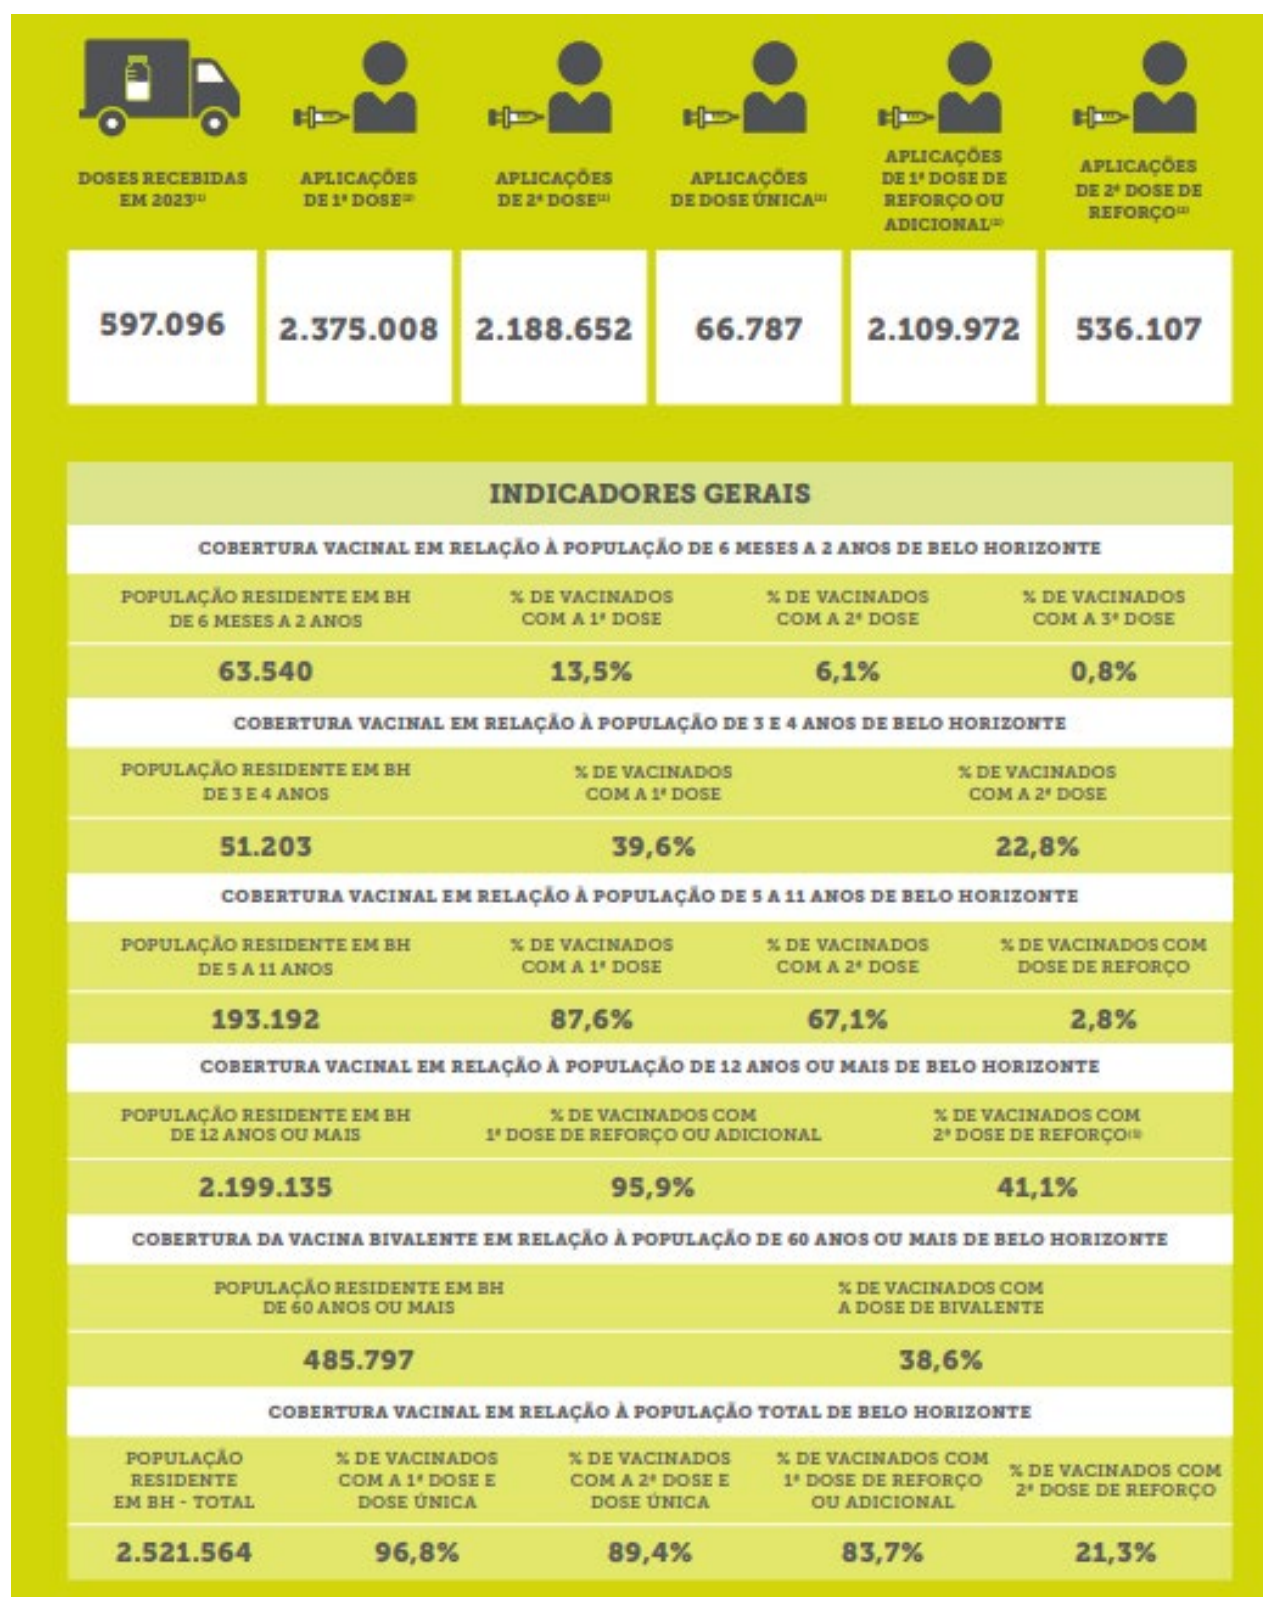 DOSES RECEBIDAS
EM 2023⁽¹⁾
APLICAÇÕES
DE 1ª DOSE⁽²⁾
APLICAÇÕES
DE 2ª DOSE⁽²⁾
APLICAÇÕES
DE DOSE ÚNICA⁽²⁾
APLICAÇÕES
DE 1ª DOSE DE
REFORÇO OU
ADICIONAL⁽²⁾
APLICAÇÕES
DE 2ª DOSE DE
REFORÇO⁽²⁾
597.096 2.375.008 2.188.652 66.787 2.109.972 536.107
INDICADORES GERAIS
COBERTURA VACINAL EM RELAÇÃO À POPULAÇÃO DE 6 MESES A 2 ANOS DE BELO HORIZONTE
POPULAÇÃO RESIDENTE EM BH
DE 6 MESES A 2 ANOS
% DE VACINADOS
COM A 1ª DOSE
% DE VACINADOS
COM A 2ª DOSE
% DE VACINADOS
COM A 3ª DOSE
63.540 13,5% 6,1% 0,8%
COBERTURA VACINAL EM RELAÇÃO À POPULAÇÃO DE 3 E 4 ANOS DE BELO HORIZONTE
POPULAÇÃO RESIDENTE EM BH
DE 3 E 4 ANOS
% DE VACINADOS
COM A 1ª DOSE
% DE VACINADOS
COM A 2ª DOSE
51.203 39,6% 22,8%
COBERTURA VACINAL EM RELAÇÃO À POPULAÇÃO DE 5 A 11 ANOS DE BELO HORIZONTE
POPULAÇÃO RESIDENTE EM BH
DE 5 A 11 ANOS
% DE VACINADOS
COM A 1ª DOSE
% DE VACINADOS
COM A 2ª DOSE
% DE VACINADOS COM
DOSE DE REFORÇO
193.192 87,6% 67,1% 2,8%
COBERTURA VACINAL EM RELAÇÃO À POPULAÇÃO DE 12 ANOS OU MAIS DE BELO HORIZONTE
POPULAÇÃO RESIDENTE EM BH
DE 12 ANOS OU MAIS
% DE VACINADOS COM
1ª DOSE DE REFORÇO OU ADICIONAL
% DE VACINADOS COM
2ª DOSE DE REFORÇO⁽³⁾
2.199.135 95,9% 41,1%
COBERTURA DA VACINA BIVALENTE EM RELAÇÃO À POPULAÇÃO DE 60 ANOS OU MAIS DE BELO HORIZONTE
POPULAÇÃO RESIDENTE EM BH
DE 60 ANOS OU MAIS
% DE VACINADOS COM
A DOSE DE BIVALENTE
485.797 38,6%
COBERTURA VACINAL EM RELAÇÃO À POPULAÇÃO TOTAL DE BELO HORIZONTE
POPULAÇÃO
RESIDENTE
EM BH - TOTAL
% DE VACINADOS
COM A 1ª DOSE E
DOSE ÚNICA
% DE VACINADOS
COM A 2ª DOSE E
DOSE ÚNICA
% DE VACINADOS COM
1ª DOSE DE REFORÇO
OU ADICIONAL
% DE VACINADOS COM
2ª DOSE DE REFORÇO
2.521.564 96,8% 89,4% 83,7% 21,3%